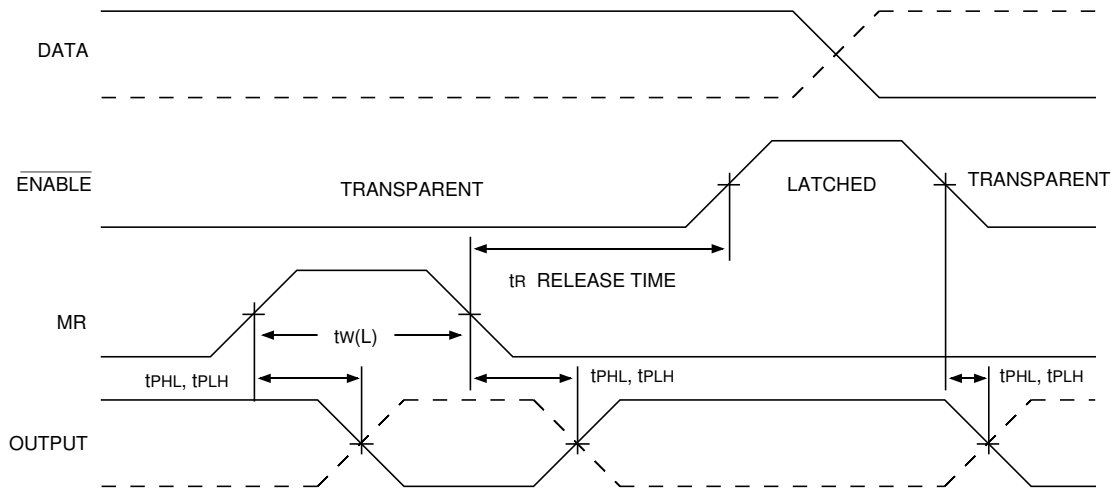 DATA
ENABLE
TRANSPARENT
LATCHED
TRANSPARENT
tR RELEASE TIME
MR
tW(L)
tPHL, tPLH
tPHL, tPLH
tPHL, tPLH
OUTPUT